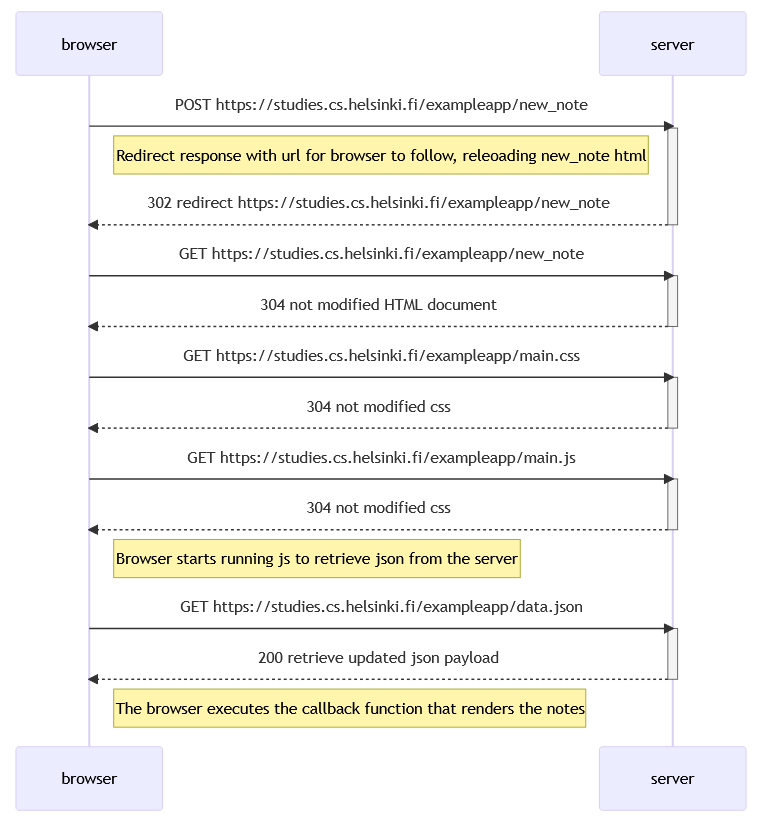 browser
server
POST https://studies.cs.helsinki.fi/exampleapp/new_note
Redirect response with url for browser to follow, releoading new_note html
302 redirect https://studies.cs.helsinki.fi/exampleapp/new_note
GET https://studies.cs.helsinki.fi/exampleapp/new_note
304 not modified HTML document
GET https://studies.cs.helsinki.fi/exampleapp/main.css
304 not modified css
GET https://studies.cs.helsinki.fi/exampleapp/main.js
304 not modified css
Browser starts running js to retrieve json from the server
GET https://studies.cs.helsinki.fi/exampleapp/data.json
200 retrieve updated json payload
The browser executes the callback function that renders the notes
browser
server